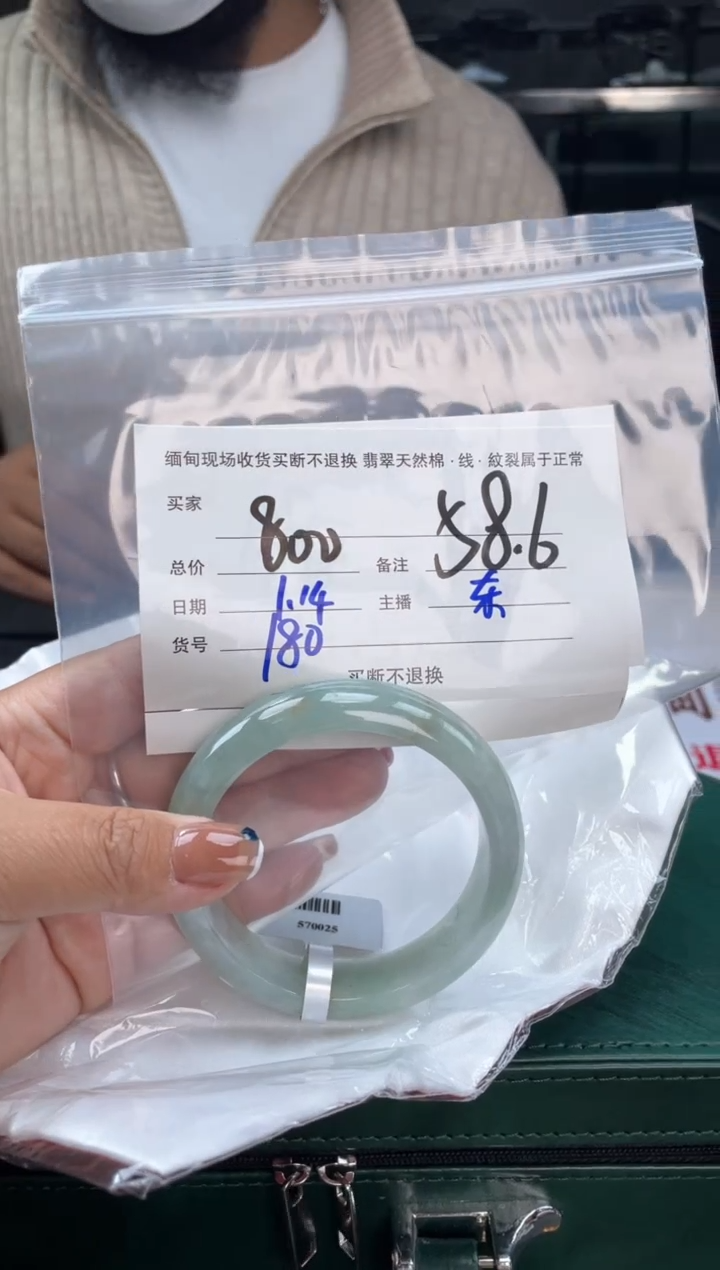 缅甸现场收货买断不退换 翡翠天然棉·线·紋裂属于正常
买家
总价 800 备注 58.6
日期 1.14 主播 东
货号 180
买断不退换
570025